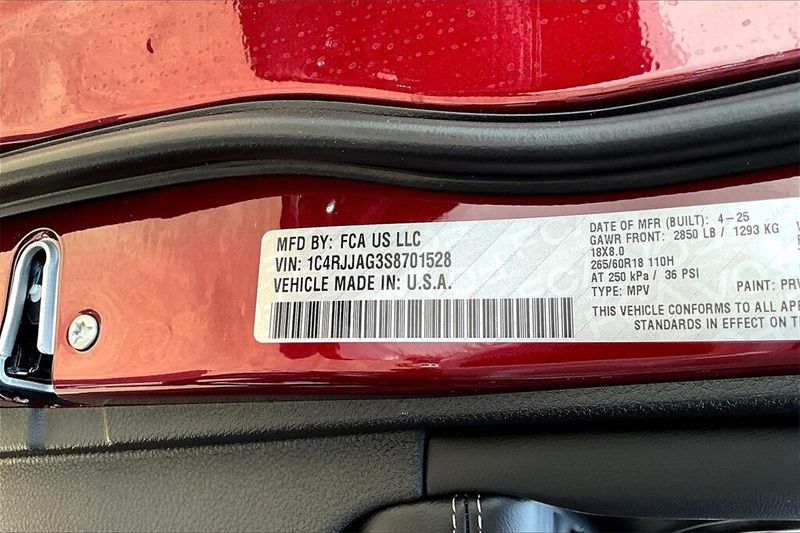 MFD BY: FCA US LLC
VIN: 1C4RJJAG3S8701528
VEHICLE MADE IN: U.S.A.
DATE OF MFR (BUILT): 4-25
GAWR FRONT: 2850 LB / 1293 KG
18X8.0
265/60R18 110H
AT 250 kPa / 36 PSI
TYPE: MPV PAINT: PR
THIS VEHICLE CONFORMS TO ALL AP
STANDARDS IN EFFECT ON T